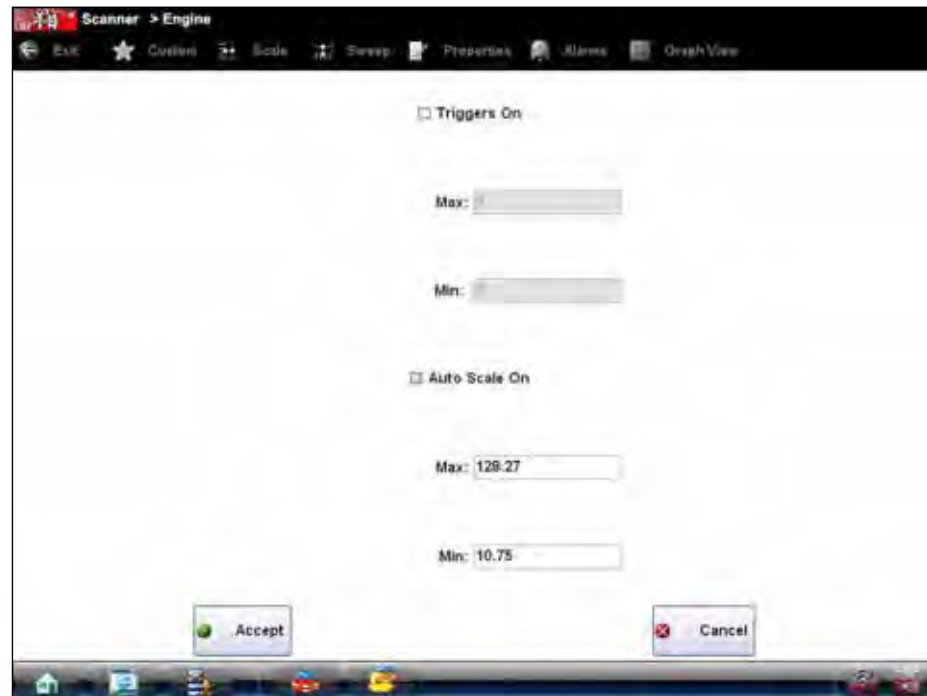 Scanner > Engine
Exit Custom Scale Sweep Properties Alarms Graph View
Triggers On
Max:
Min:
Auto Scale On
Max: 128.27
Min: 10.75
Accept Cancel